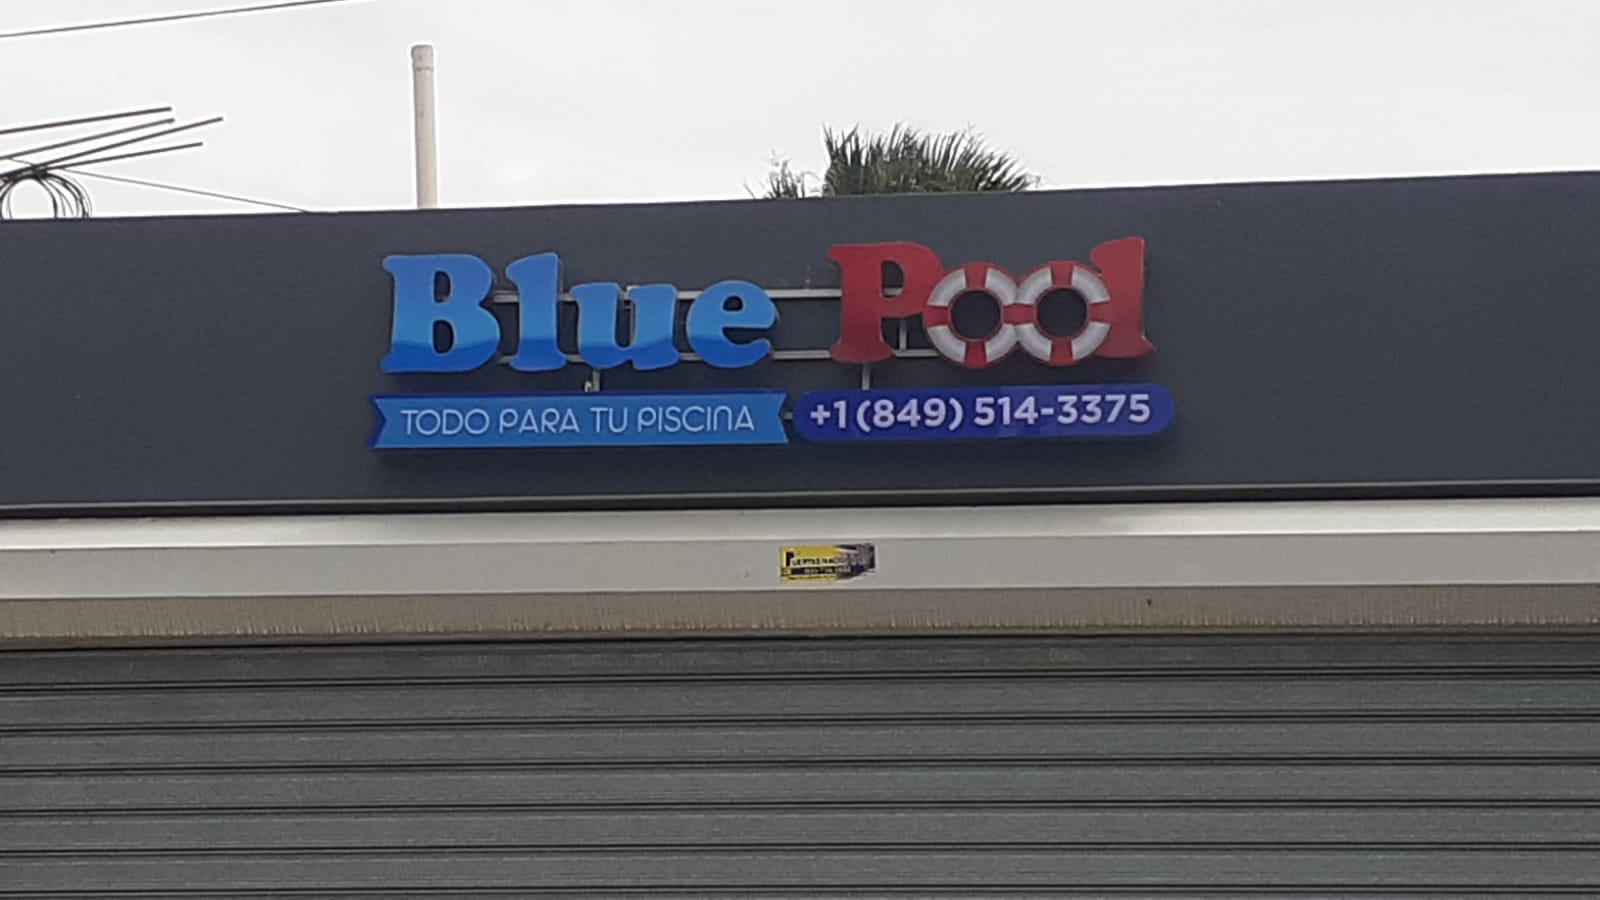 Blue Pool
TODO PARA TU PISCINA
+1 (849) 514-3375